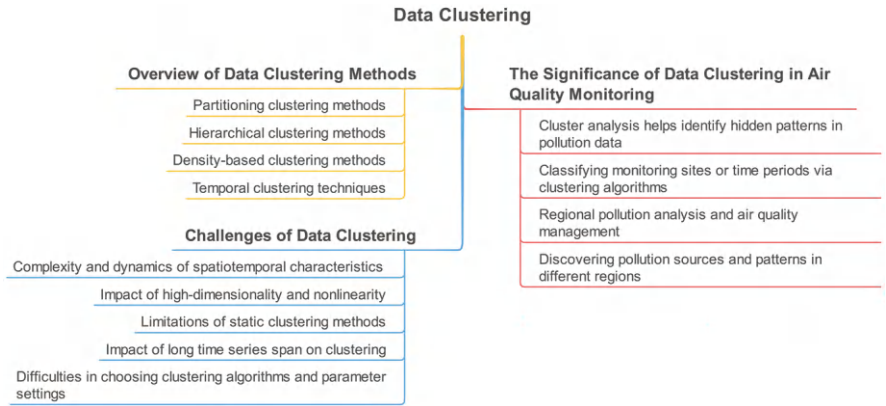 Data Clustering
Overview of Data Clustering Methods
Partitioning clustering methods
Hierarchical clustering methods
Density-based clustering methods
Temporal clustering techniques
Challenges of Data Clustering
Complexity and dynamics of spatiotemporal characteristics
Impact of high-dimensionality and nonlinearity
Limitations of static clustering methods
Impact of long time series span on clustering
Difficulties in choosing clustering algorithms and parameter
settings
The Significance of Data Clustering in Air
Quality Monitoring
Cluster analysis helps identify hidden patterns in
pollution data
Classifying monitoring sites or time periods via
clustering algorithms
Regional pollution analysis and air quality
management
Discovering pollution sources and patterns in
different regions